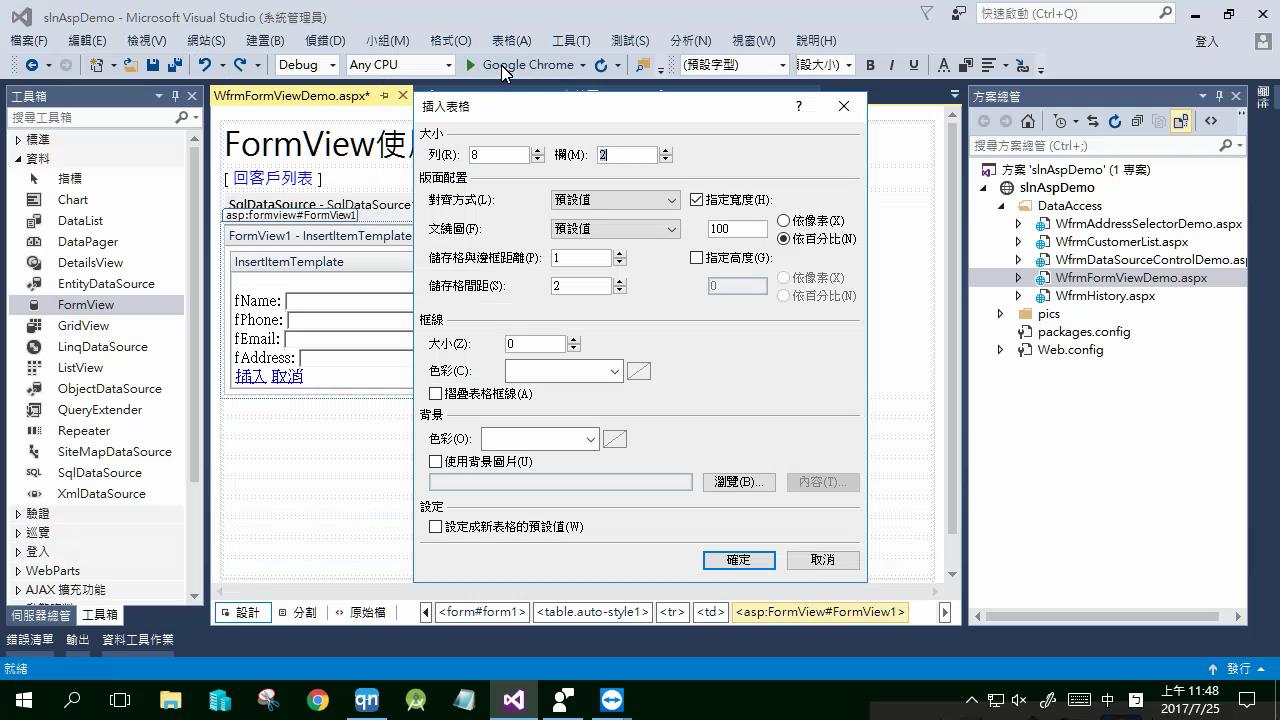 slnAspDemo - Microsoft Visual Studio (系統管理員)
快速啟動 (Ctrl+Q)
檔案(F) 編輯(E) 檢視(V) 網站(S) 建置(B) 偵錯(D) 小組(M) 格式(O) 表格(A) 工具(T) 測試(S) 分析(N) 視窗(W) 說明(H)
登入
Debug Any CPU Google Chrome (預設字型) 設大小)
工具箱
搜尋工具箱
標準
資料
指標
Chart
DataList
DataPager
DetailsView
EntityDataSource
FormView
GridView
LinqDataSource
ListView
ObjectDataSource
QueryExtender
Repeater
SiteMapDataSource
SqlDataSource
XmlDataSource
驗證
巡覽
登入
WebParts
AJAX 擴充功能
伺服器總管 工具箱
WfrmFormViewDemo.aspx*
FormView使用
[ 回客戶列表 ]
SqlDataSource - SqlDataSource
asp:formview#FormView1
FormView1 - InsertItemTemplate
InsertItemTemplate
fName:
fPhone:
fEmail:
fAddress:
插入 取消
插入表格
?
大小
列(R): 8 欄(M): 2
版面配置
對齊方式(L): 預設值 指定寬度(H):
依像素(X)
文繞圖(F): 預設值 100
依百分比(N)
儲存格與邊框距離(P): 1 指定高度(G):
依像素(X)
儲存格間距(S): 2 0
依百分比(N)
框線
大小(Z): 0
色彩(C):
摺疊表格框線(A)
背景
色彩(O):
使用背景圖片(U)
瀏覽(B)... 內容(T)...
設定
設定成新表格的預設值(W)
確定 取消
設計 分割 原始檔 <form#form1> <table.auto-style1> <tr> <td> <asp:FormView#FormView1>
方案總管
搜尋方案總管 (Ctrl+;)
方案 'slnAspDemo' (1 專案)
slnAspDemo
DataAccess
WfrmAddressSelectorDemo.aspx
WfrmCustomerList.aspx
WfrmDataSourceControlDemo.asp
WfrmFormViewDemo.aspx
WfrmHistory.aspx
pics
packages.config
Web.config
錯誤清單 輸出 資料工具作業
就緒
發行
中
上午 11:48
2017/7/25